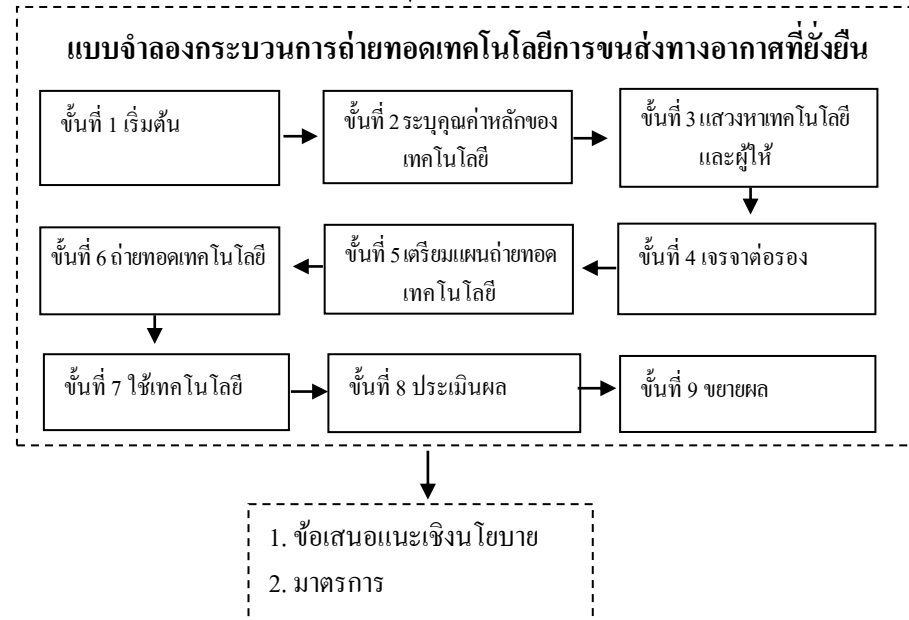 แบบจำลองกระบวนการถ่ายทอดเทคโนโลยีการขนส่งทางอากาศที่ยั่งยืน
ขั้นที่ 1 เริ่มต้น
ขั้นที่ 2 ระบุคุณค่าหลักของ
เทคโนโลยี
ขั้นที่ 3 แสวงหาเทคโนโลยี
และผู้ให้
ขั้นที่ 4 เจรจาต่อรอง
ขั้นที่ 5 เตรียมแผนถ่ายทอด
เทคโนโลยี
ขั้นที่ 6 ถ่ายทอดเทคโนโลยี
ขั้นที่ 7 ใช้เทคโนโลยี
ขั้นที่ 8 ประเมินผล
ขั้นที่ 9 ขยายผล
1. ข้อเสนอแนะเชิงนโยบาย
2. มาตรการ